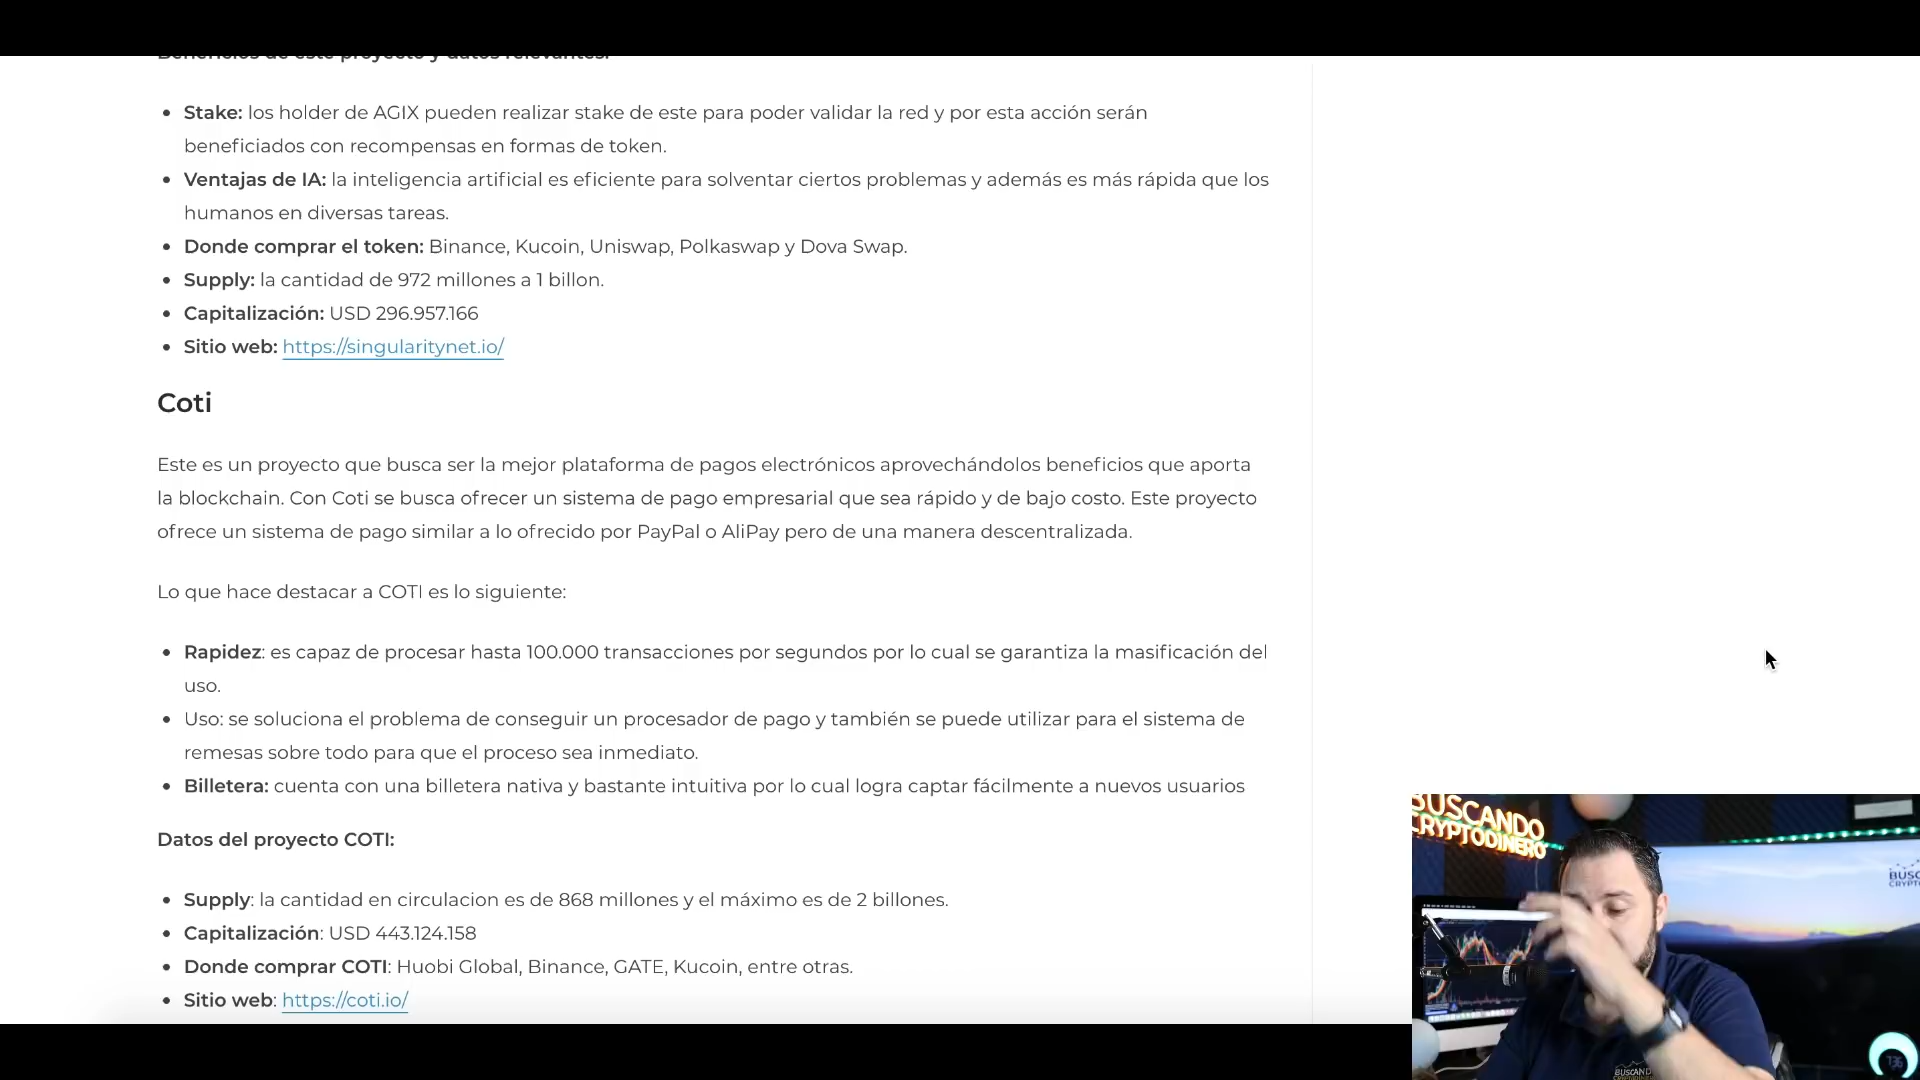 Beneficios de este proyecto y datos relevantes:
Stake: los holder de AGIX pueden realizar stake de este para poder validar la red y por esta acción serán
beneficiados con recompensas en formas de token.
Ventajas de IA: la inteligencia artificial es eficiente para solventar ciertos problemas y además es más rápida que los
humanos en diversas tareas.
Donde comprar el token: Binance, Kucoin, Uniswap, Polkaswap y Dova Swap.
Supply: la cantidad de 972 millones a 1 billon.
Capitalización: USD 296.957.166
Sitio web: https://singularitynet.io/
Coti
Este es un proyecto que busca ser la mejor plataforma de pagos electrónicos aprovechándolos beneficios que aporta
la blockchain. Con Coti se busca ofrecer un sistema de pago empresarial que sea rápido y de bajo costo. Este proyecto
ofrece un sistema de pago similar a lo ofrecido por PayPal o AliPay pero de una manera descentralizada.
Lo que hace destacar a COTI es lo siguiente:
Rapidez: es capaz de procesar hasta 100.000 transacciones por segundos por lo cual se garantiza la masificación del
uso.
Uso: se soluciona el problema de conseguir un procesador de pago y también se puede utilizar para el sistema de
remesas sobre todo para que el proceso sea inmediato.
Billetera: cuenta con una billetera nativa y bastante intuitiva por lo cual logra captar fácilmente a nuevos usuarios
Datos del proyecto COTI:
Supply: la cantidad en circulacion es de 868 millones y el máximo es de 2 billones.
Capitalización: USD 443.124.158
Donde comprar COTI: Huobi Global, Binance, GATE, Kucoin, entre otras.
Sitio web: https://coti.io/
BUSCANDO
CRYPTODINERO